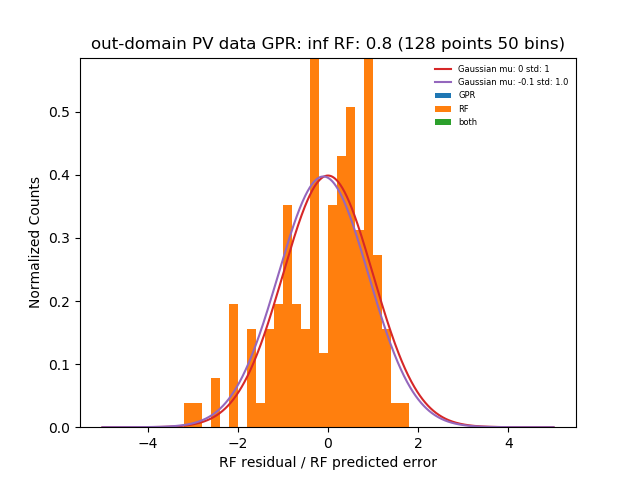 out-domain PV data GPR: inf RF: 0.8 (128 points 50 bins)
Gaussian mu: 0 std: 1
Gaussian mu: -0.1 std: 1.0
GPR
RF
both
Normalized Counts
0.5
0.4
0.3
0.2
0.1
0.0
−4
−2
0
2
4
RF residual / RF predicted error